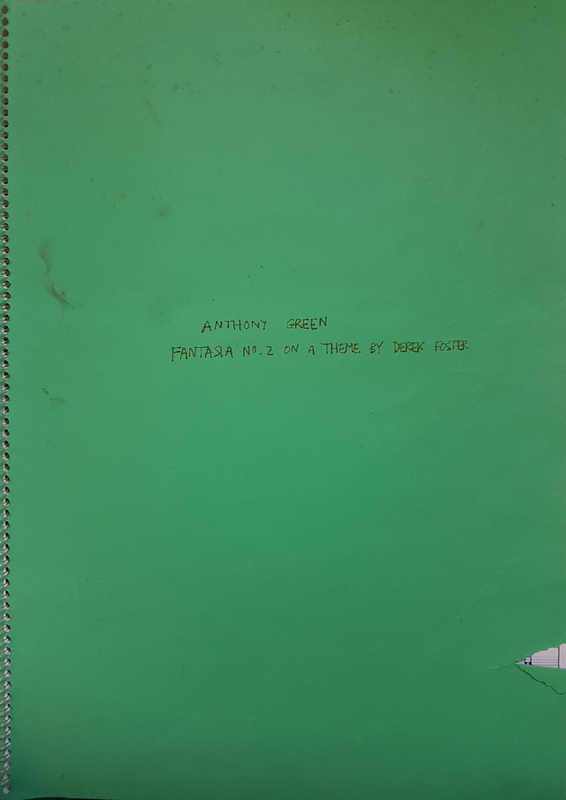 ANTHONY GREEN
FANTASIA NO. 2 ON A THEME BY DEREK FOSTER